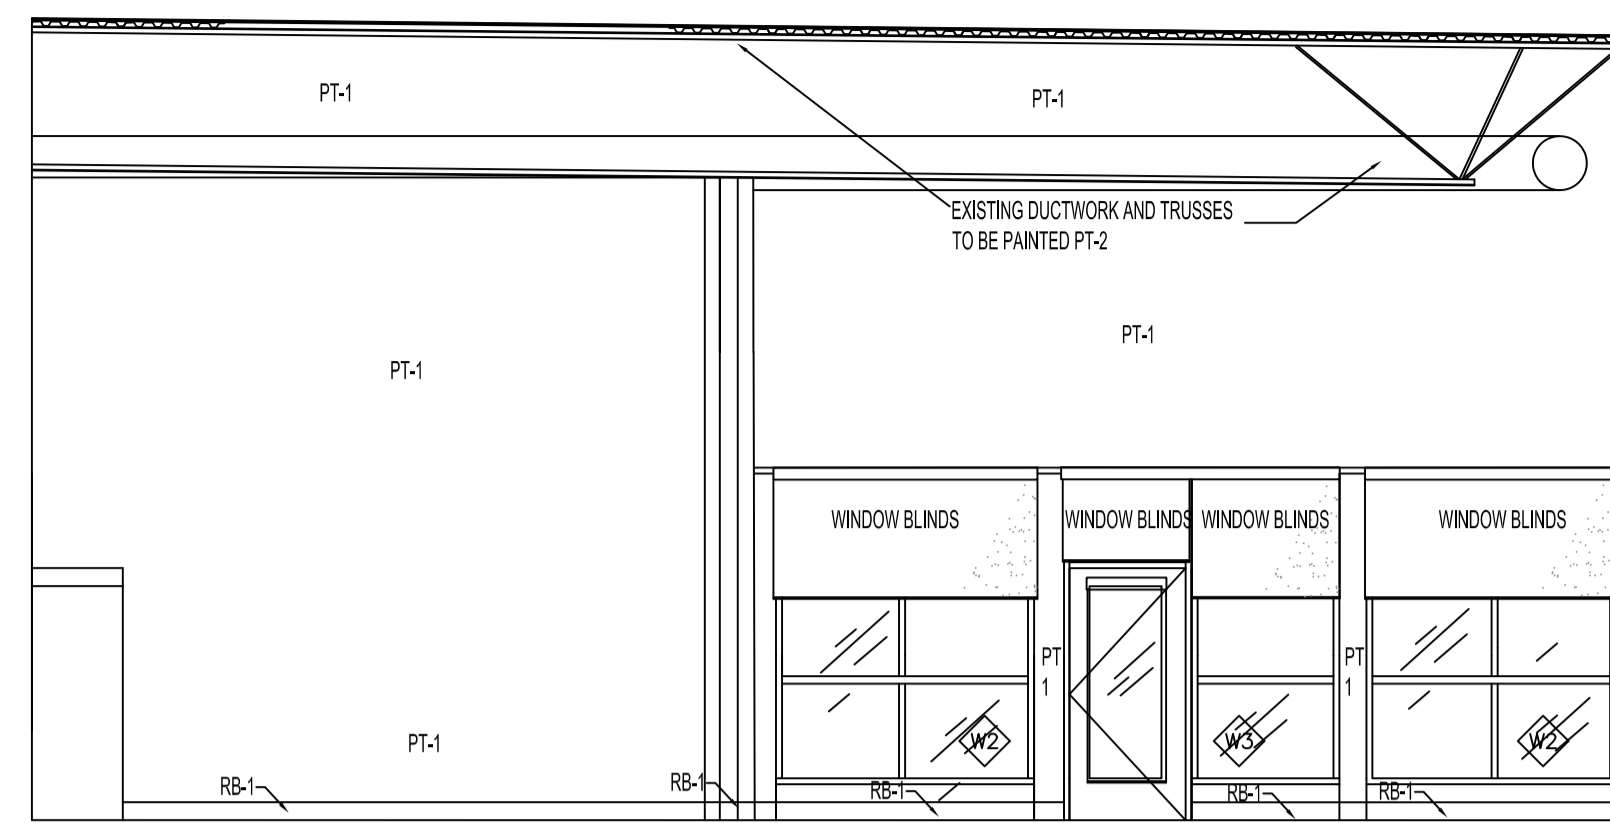 PT-1
PT-1
EXISTING DUCTWORK AND TRUSSES
TO BE PAINTED PT-2
PT-1
PT-1
WINDOW BLINDS
WINDOW BLINDS
WINDOW BLINDS
WINDOW BLINDS
PT
1
PT
1
PT-1
W2
W3
W2
RB-1
RB-1
RB-1
RB-1
RB-1